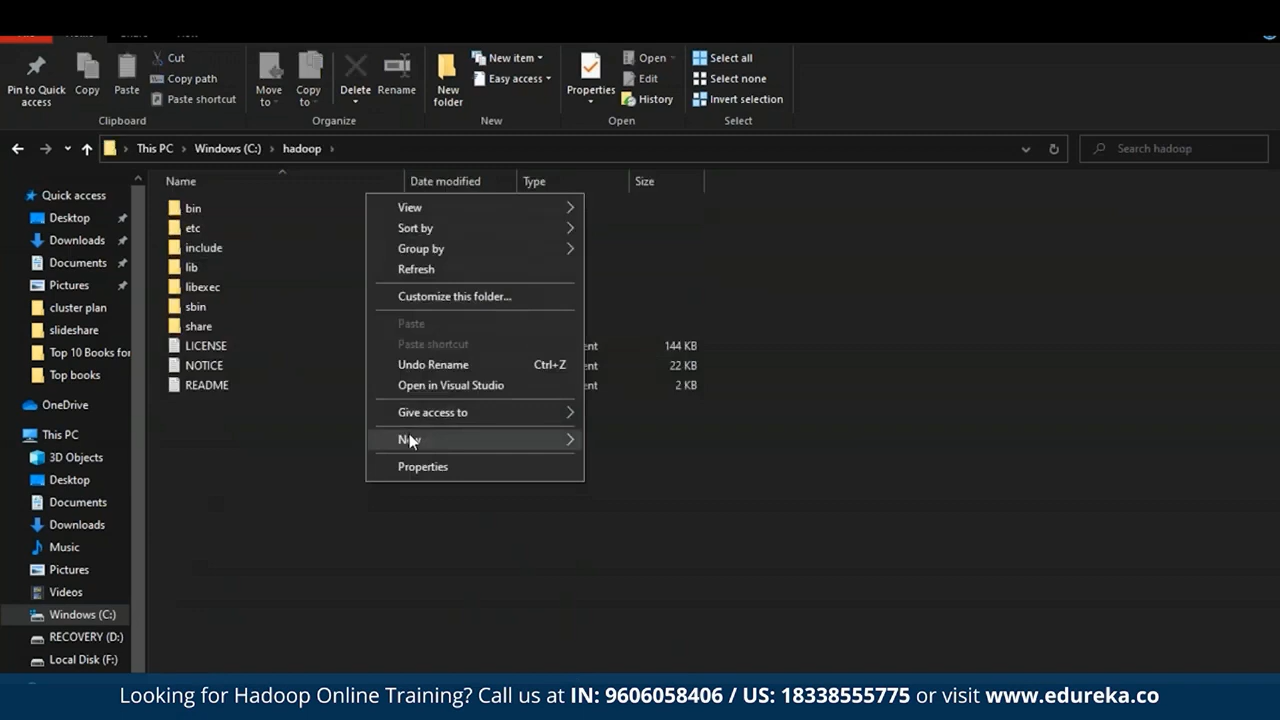 Home Share View
Pin to Quick access
Copy
Paste
Cut
Copy path
Paste shortcut
Clipboard
Move to
Copy to
Delete
Rename
Organize
New folder
New item
Easy access
New
Properties
Open
Edit
History
Open
Select all
Select none
Invert selection
Select
This PC Windows (C:) hadoop
Search hadoop
Name Date modified Type Size
Quick access
Desktop
Downloads
Documents
Pictures
cluster plan
slideshare
Top 10 Books for
Top books
OneDrive
This PC
3D Objects
Desktop
Documents
Downloads
Music
Pictures
Videos
Windows (C:)
RECOVERY (D:)
Local Disk (F:)
bin
etc
include
lib
libexec
sbin
share
LICENSE ent 144 KB
NOTICE ent 22 KB
README ent 2 KB
View
Sort by
Group by
Refresh
Customize this folder...
Paste
Paste shortcut
Undo Rename Ctrl+Z
Open in Visual Studio
Give access to
New
Properties
Looking for Hadoop Online Training? Call us at IN: 9606058406 / US: 18338555775 or visit www.edureka.co